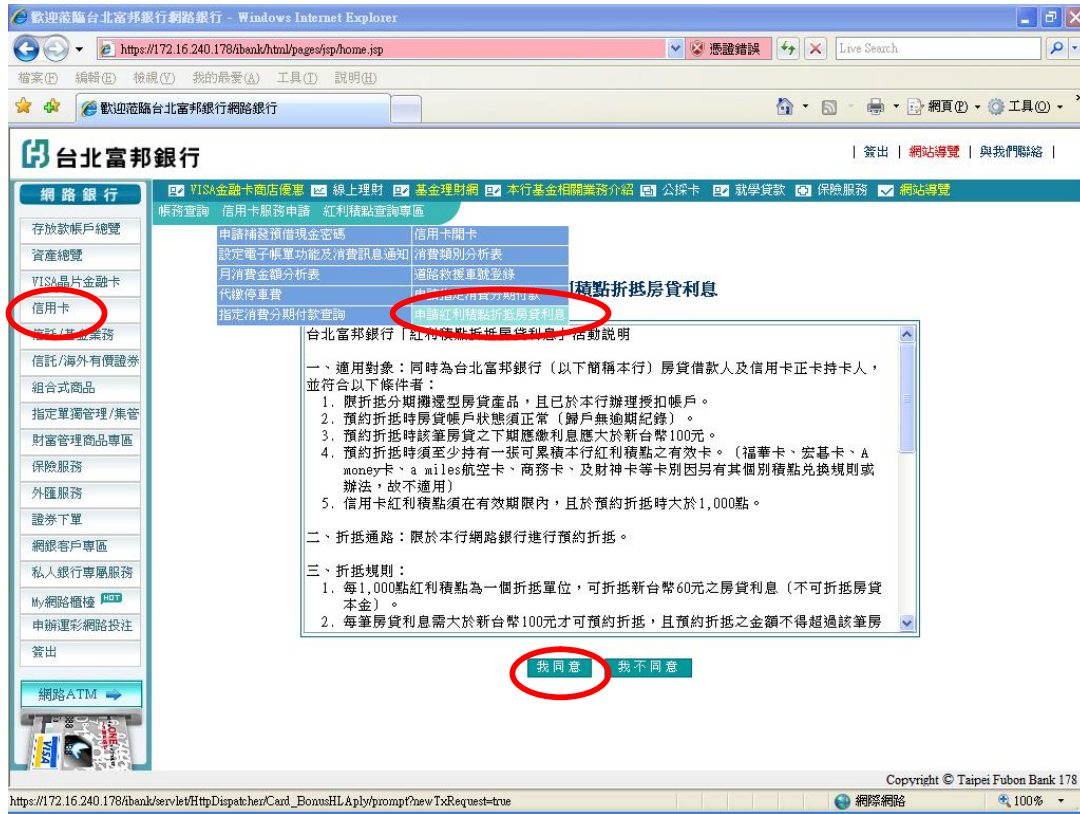 歡迎蒞臨台北富邦銀行網路銀行 - Windows Internet Explorer
https://172.16.240.178/ibank/html/pages/jsp/home.jsp
憑證錯誤
Live Search
檔案(F) 編輯(E) 檢視(V) 我的最愛(A) 工具(T) 說明(H)
歡迎蒞臨台北富邦銀行網路銀行
網頁(P)
工具(O)
台北富邦銀行
| 簽出 | 網站導覽 | 與我們聯絡 |
網路銀行
VISA金融卡商店優惠 線上理財 基金理財網 本行基金相關業務介紹 公採卡 就學貸款 保險服務 網站導覽
帳務查詢 信用卡服務申請 紅利積點查詢專區
申請補發預借現金密碼 信用卡開卡
設定電子帳單功能及消費訊息通知 消費類別分析表
月消費金額分析表 道路救援車號登錄
代繳停車費 申請指定消費分期付款
指定消費分期付款查詢 申請紅利積點折抵房貸利息
積點折抵房貸利息
存放款帳戶總覽
資產總覽
VISA晶片金融卡
信用卡
信託/基金業務
信託/海外有價證券
組合式商品
指定單獨管理/集管
財富管理商品專區
保險服務
外匯服務
證券下單
網銀客戶專區
私人銀行專屬服務
My網路櫃檯 HOT
申辦運彩網路投注
簽出
網路ATM
VISA
台北富邦銀行「紅利積點折抵房貸利息」活動說明
一、適用對象：同時為台北富邦銀行（以下簡稱本行）房貸借款人及信用卡正卡持卡人，
並符合以下條件者：
1. 限折抵分期攤還型房貸產品，且已於本行辦理授扣帳戶。
2. 預約折抵時房貸帳戶狀態須正常（歸戶無逾期紀錄）。
3. 預約折抵時該筆房貸之下期應繳利息應大於新台幣100元。
4. 預約折抵時須至少持有一張可累積本行紅利積點之有效卡。（福華卡、宏碁卡、A
money卡、a miles航空卡、商務卡、及財神卡等卡別因另有其個別積點兌換規則或
辦法，故不適用）
5. 信用卡紅利積點須在有效期限內，且於預約折抵時大於1,000點。
二、折抵通路：限於本行網路銀行進行預約折抵。
三、折抵規則：
1. 每1,000點紅利積點為一個折抵單位，可折抵新台幣60元之房貸利息（不可折抵房貸
本金）。
2. 每筆房貸利息需大於新台幣100元才可預約折抵，且預約折抵之金額不得超過該筆房
我同意 我不同意
Copyright © Taipei Fubon Bank 178
https://172.16.240.178/ibank/servlet/HttpDispatcher/Card_BonusHLAply/prompt?newTxRequest=true
網際網路
100%